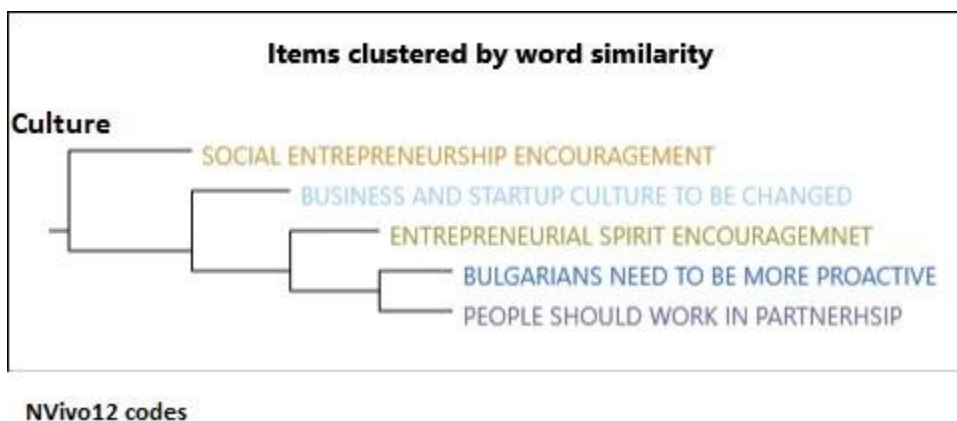 Items clustered by word similarity
Culture
SOCIAL ENTREPRENEURSHIP ENCOURAGEMENT
BUSINESS AND STARTUP CULTURE TO BE CHANGED
ENTREPRENEURIAL SPIRIT ENCOURAGEMNET
BULGARIANS NEED TO BE MORE PROACTIVE
PEOPLE SHOULD WORK IN PARTNERHSIP
NVivo12 codes